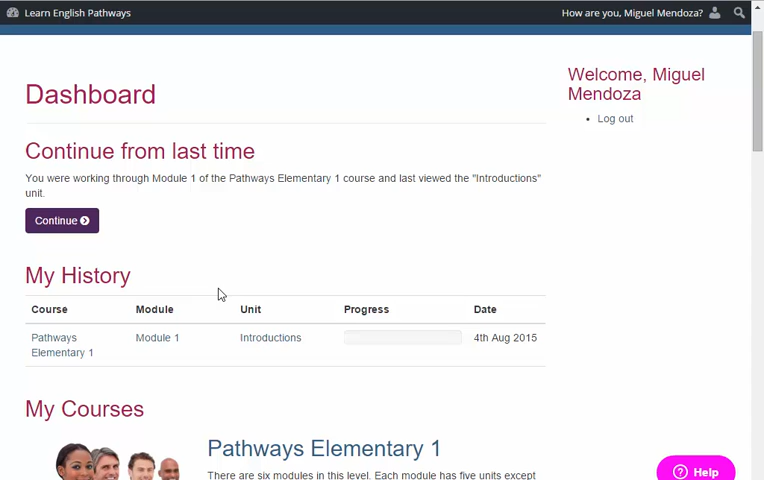 Learn English Pathways
How are you, Miguel Mendoza?
Welcome, Miguel
Mendoza
Log out
Dashboard
Continue from last time
You were working through Module 1 of the Pathways Elementary 1 course and last viewed the "Introductions"
unit.
Continue
My History
Course Module Unit Progress Date
Pathways Module 1 Introductions 4th Aug 2015
Elementary 1
My Courses
Pathways Elementary 1
There are six modules in this level. Each module has five units except
Help